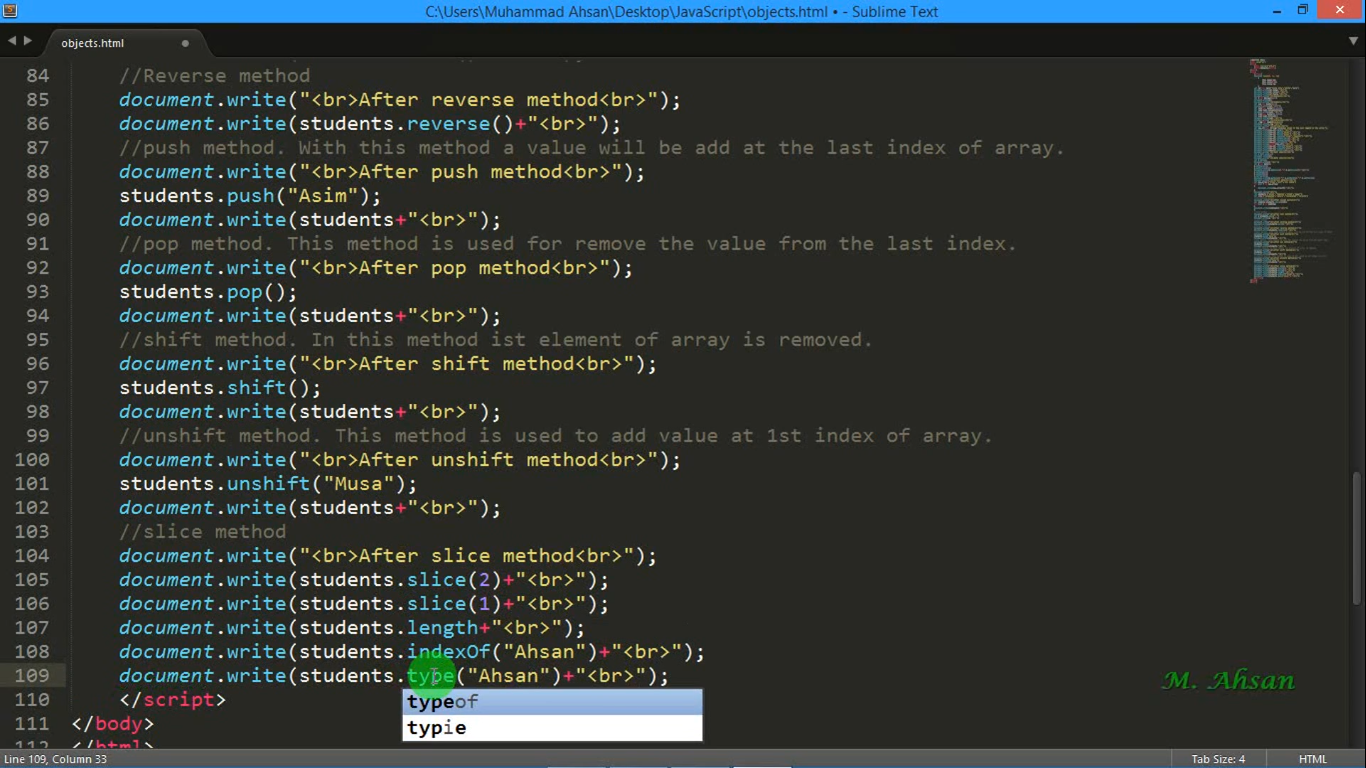 C:\Users\Muhammad Ahsan\Desktop\JavaScript\objects.html • - Sublime Text
objects.html
84 //Reverse method
85 document.write("<br>After reverse method<br>");
86 document.write(students.reverse()+"<br>");
87 //push method. With this method a value will be add at the last index of array.
88 document.write("<br>After push method<br>");
89 students.push("Asim");
90 document.write(students+"<br>");
91 //pop method. This method is used for remove the value from the last index.
92 document.write("<br>After pop method<br>");
93 students.pop();
94 document.write(students+"<br>");
95 //shift method. In this method ist element of array is removed.
96 document.write("<br>After shift method<br>");
97 students.shift();
98 document.write(students+"<br>");
99 //unshift method. This method is used to add value at 1st index of array.
100 document.write("<br>After unshift method<br>");
101 students.unshift("Musa");
102 document.write(students+"<br>");
103 //slice method
104 document.write("<br>After slice method<br>");
105 document.write(students.slice(2)+"<br>");
106 document.write(students.slice(1)+"<br>");
107 document.write(students.length+"<br>");
108 document.write(students.indexOf("Ahsan")+"<br>");
109 document.write(students.type("Ahsan")+"<br>");
M. Ahsan
110 </script>
typeof
111 </body>
typie
112 </html>
Line 109, Column 33
Tab Size: 4
HTML